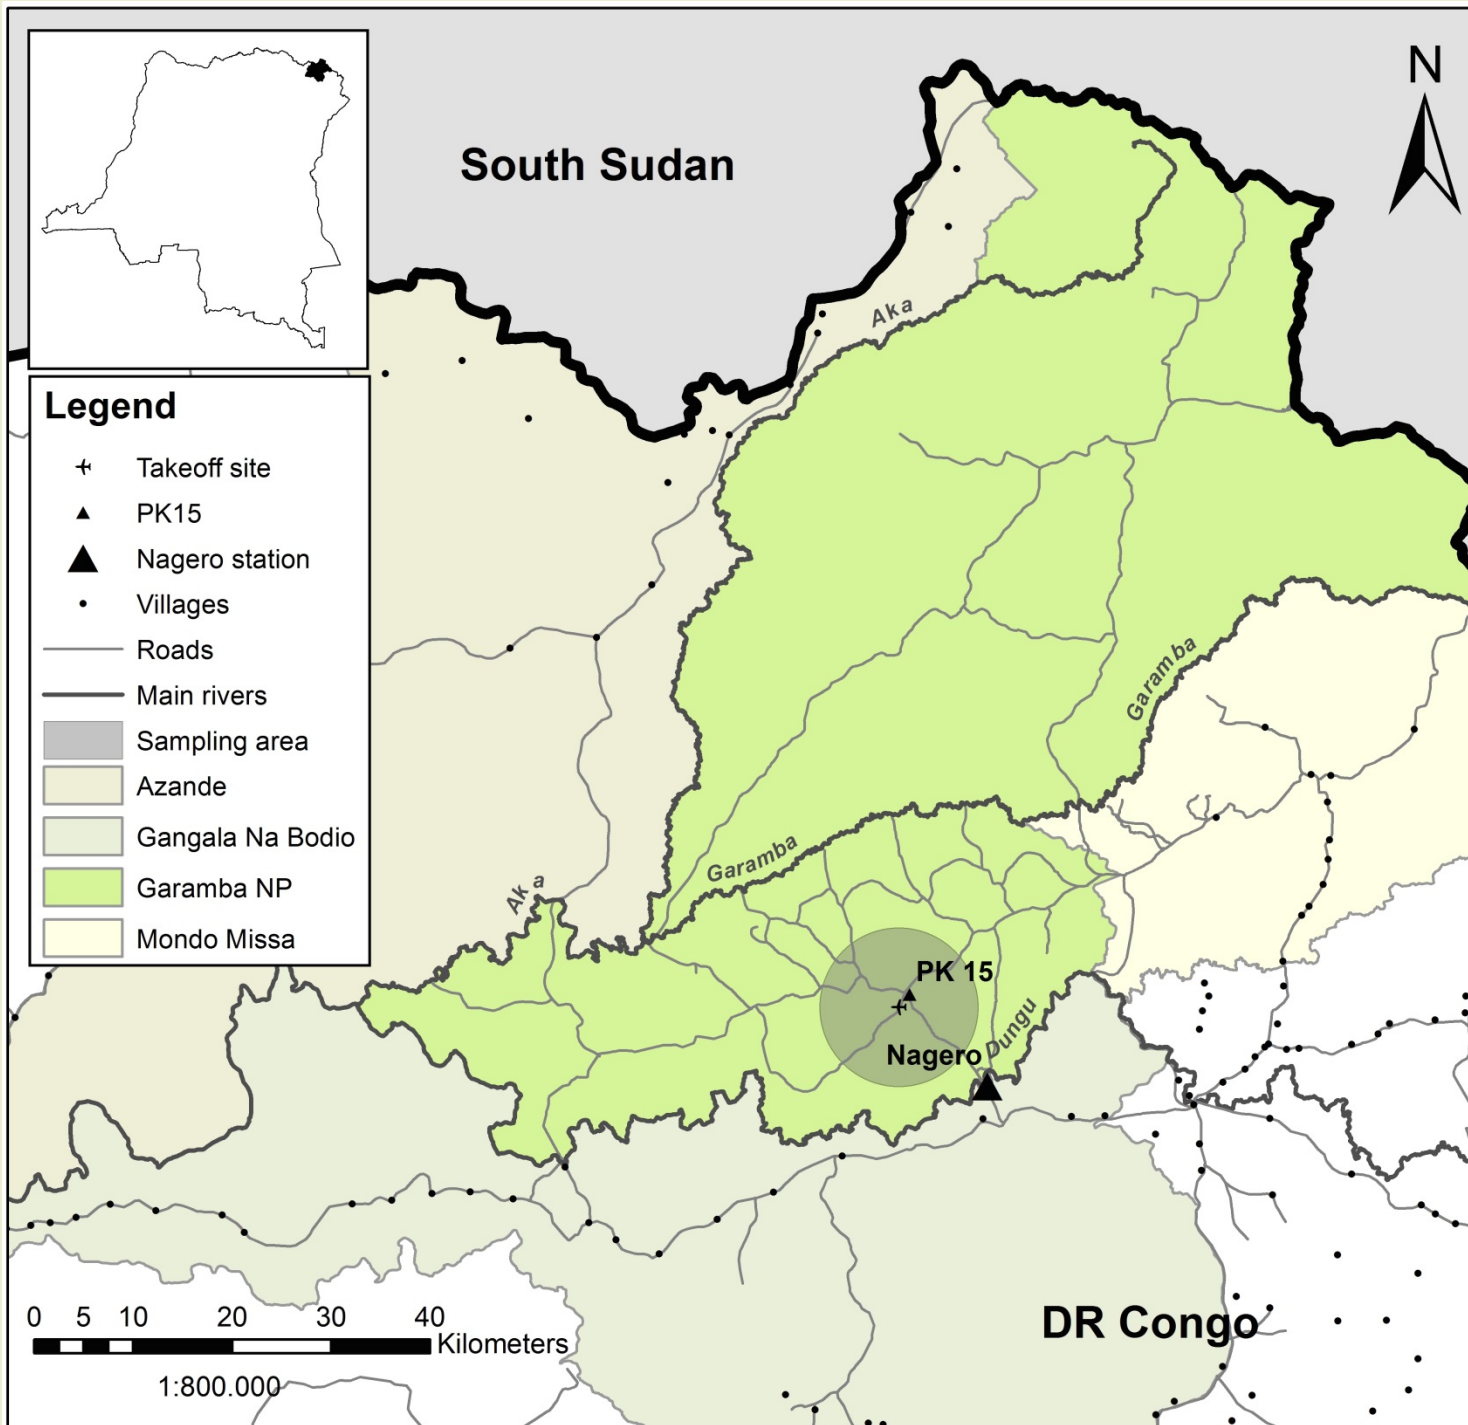 N
South Sudan
Aka
Legend
Takeoff site
PK15
Nagero station
Villages
Roads
Main rivers
Sampling area
Azande
Gangala Na Bodio
Garamba NP
Mondo Missa
Garamba
Garamba
Aka
PK 15
Dungu
Nagero
DR Congo
0 5 10 20 30 40
Kilometers
1:800.000